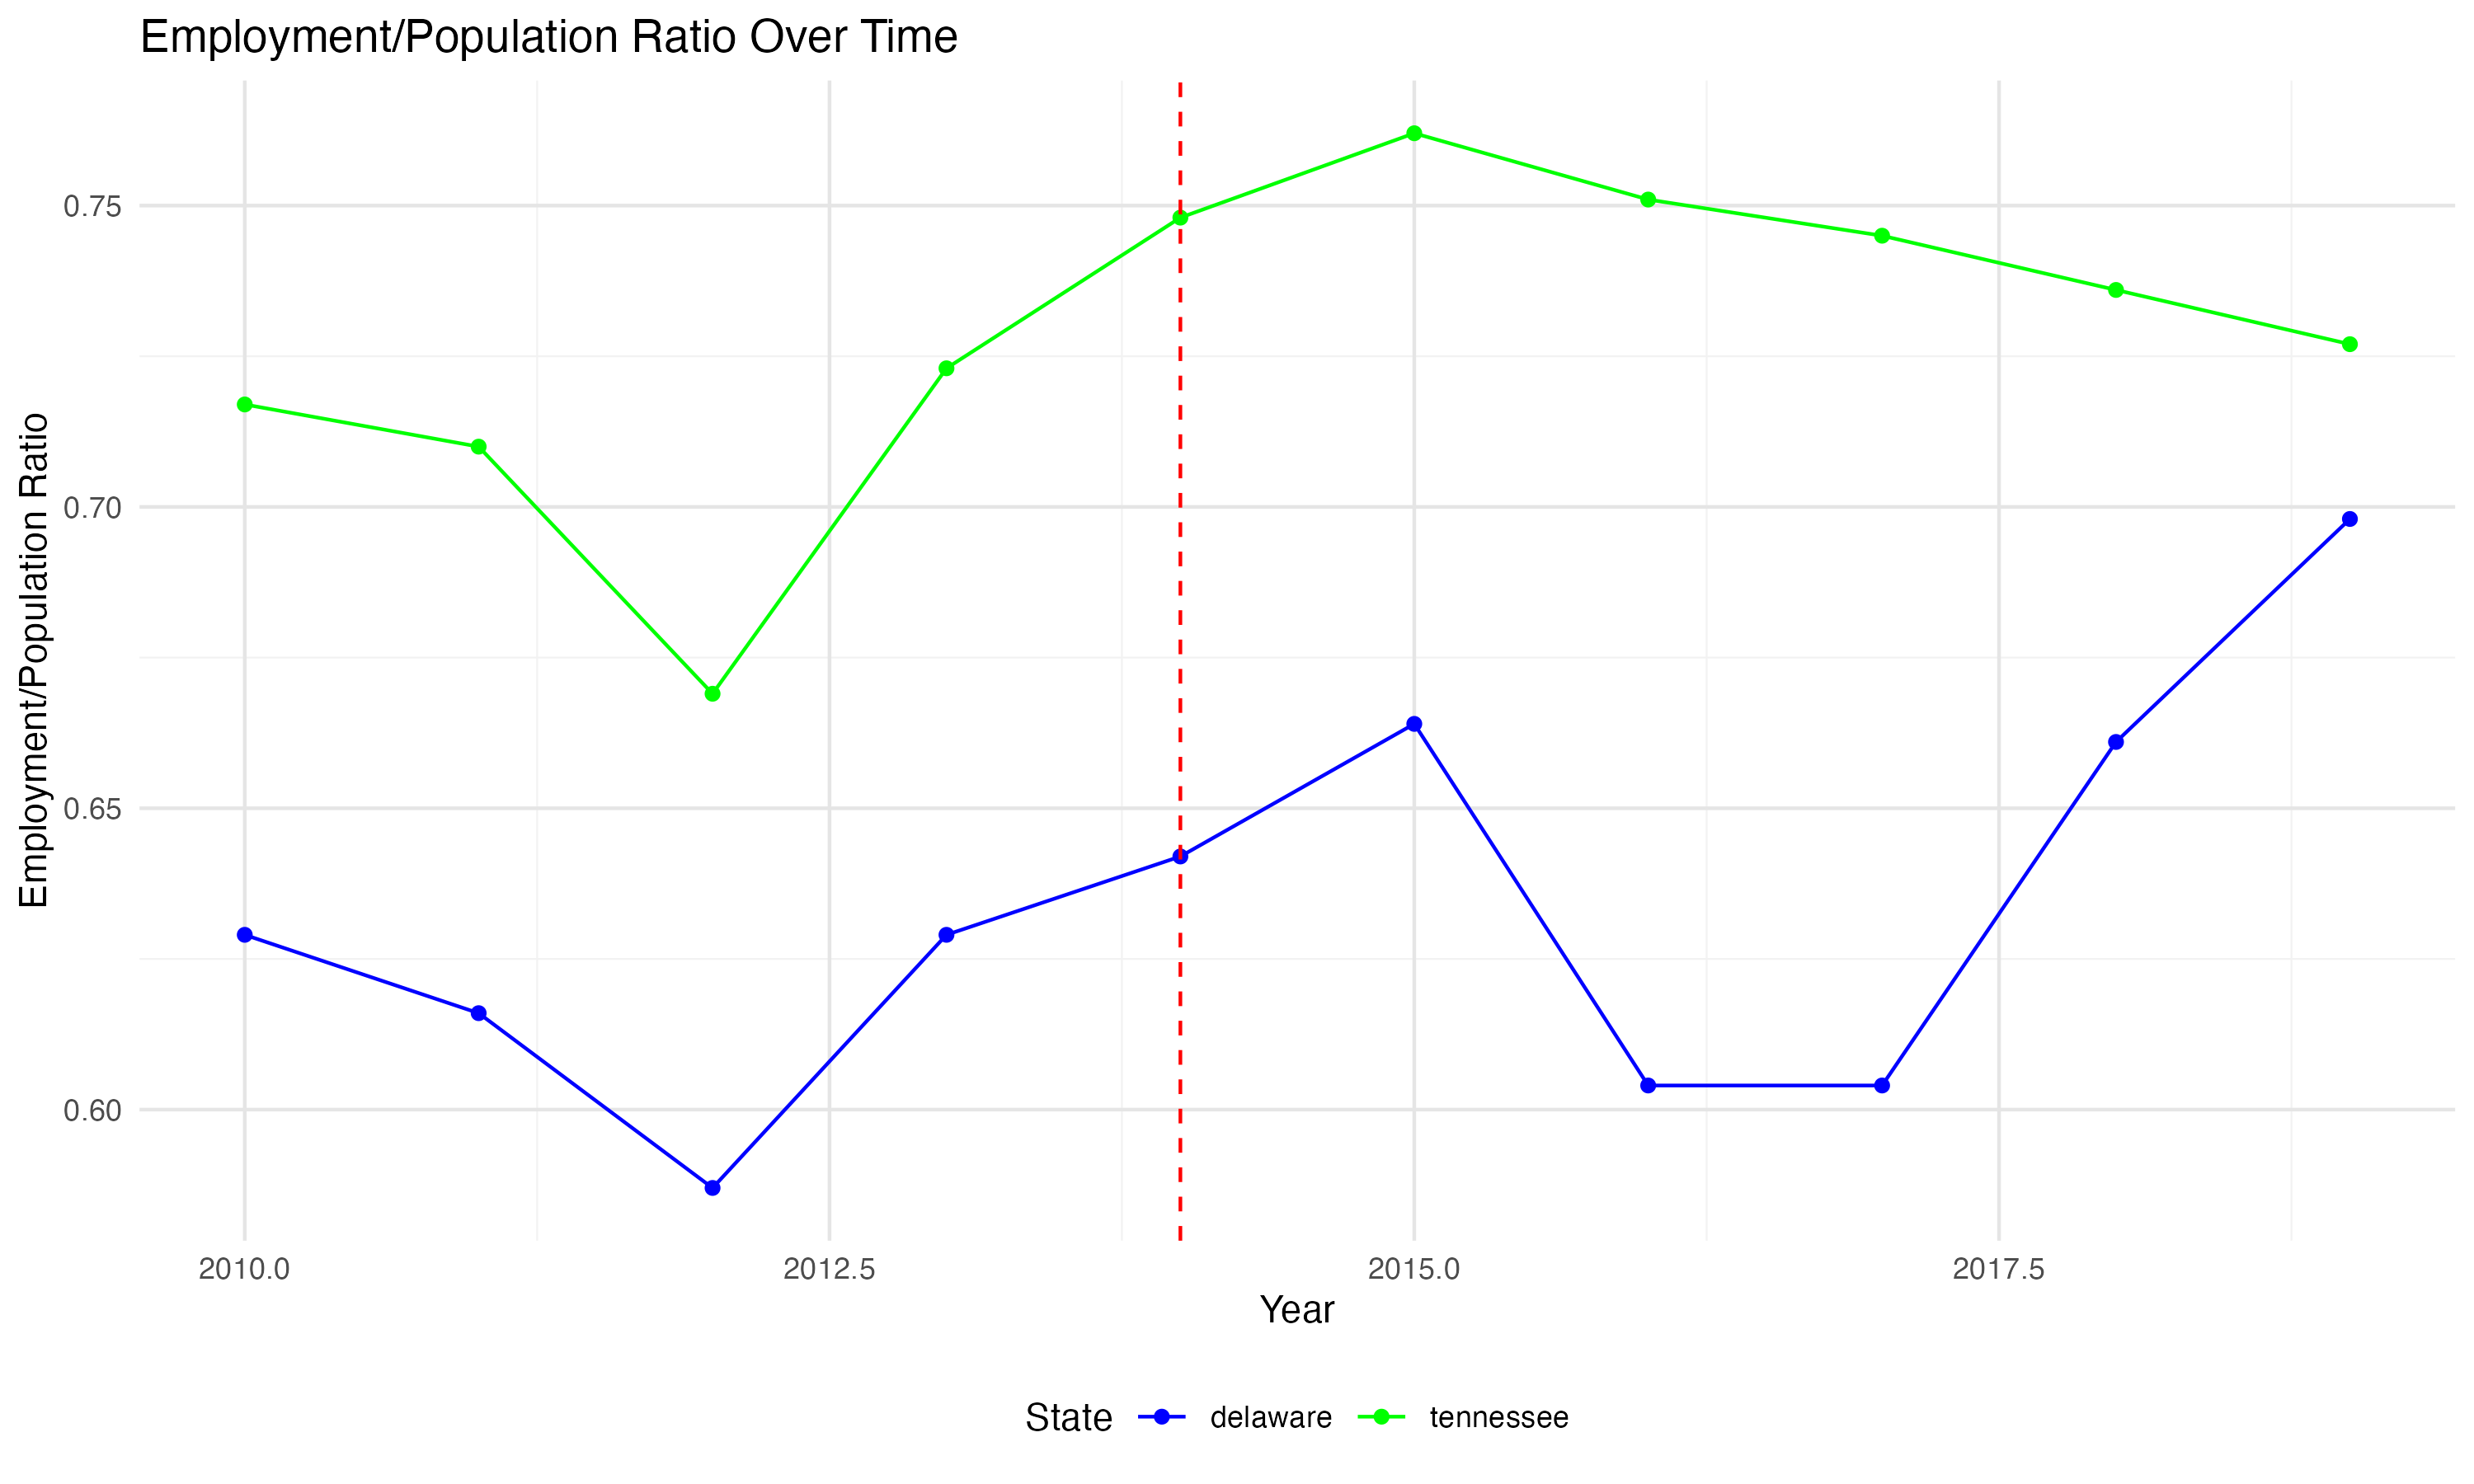 Employment/Population Ratio Over Time
Employment/Population Ratio
0.75
0.70
0.65
0.60
2010.0 2012.5 2015.0 2017.5
Year
State delaware tennessee